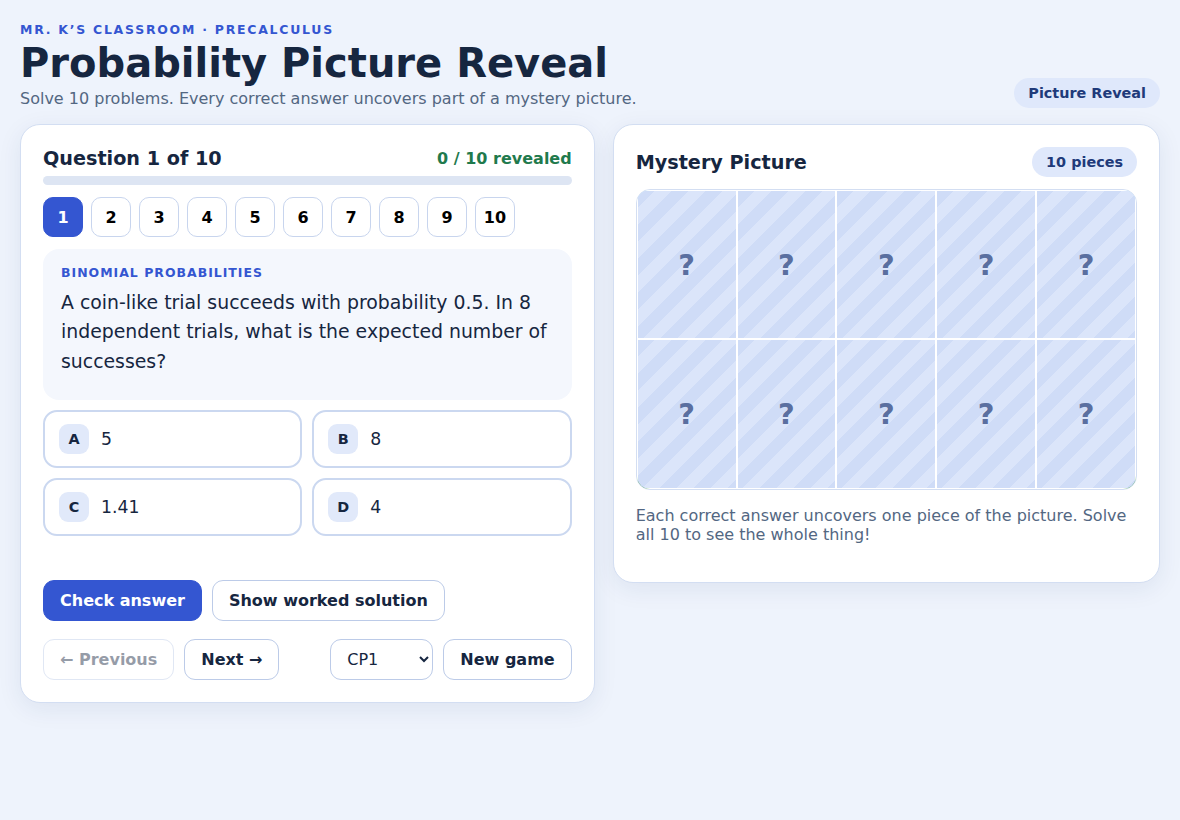 MR. K’S CLASSROOM · PRECALCULUS
Probability Picture Reveal
Solve 10 problems. Every correct answer uncovers part of a mystery picture.
Picture Reveal
Question 1 of 10
0 / 10 revealed
1 2 3 4 5 6 7 8 9 10
BINOMIAL PROBABILITIES
A coin-like trial succeeds with probability 0.5. In 8
independent trials, what is the expected number of
successes?
A 5
B 8
C 1.41
D 4
Check answer
Show worked solution
← Previous
Next →
CP1
New game
Mystery Picture
10 pieces
? ? ? ? ?
? ? ? ? ?
Each correct answer uncovers one piece of the picture. Solve
all 10 to see the whole thing!